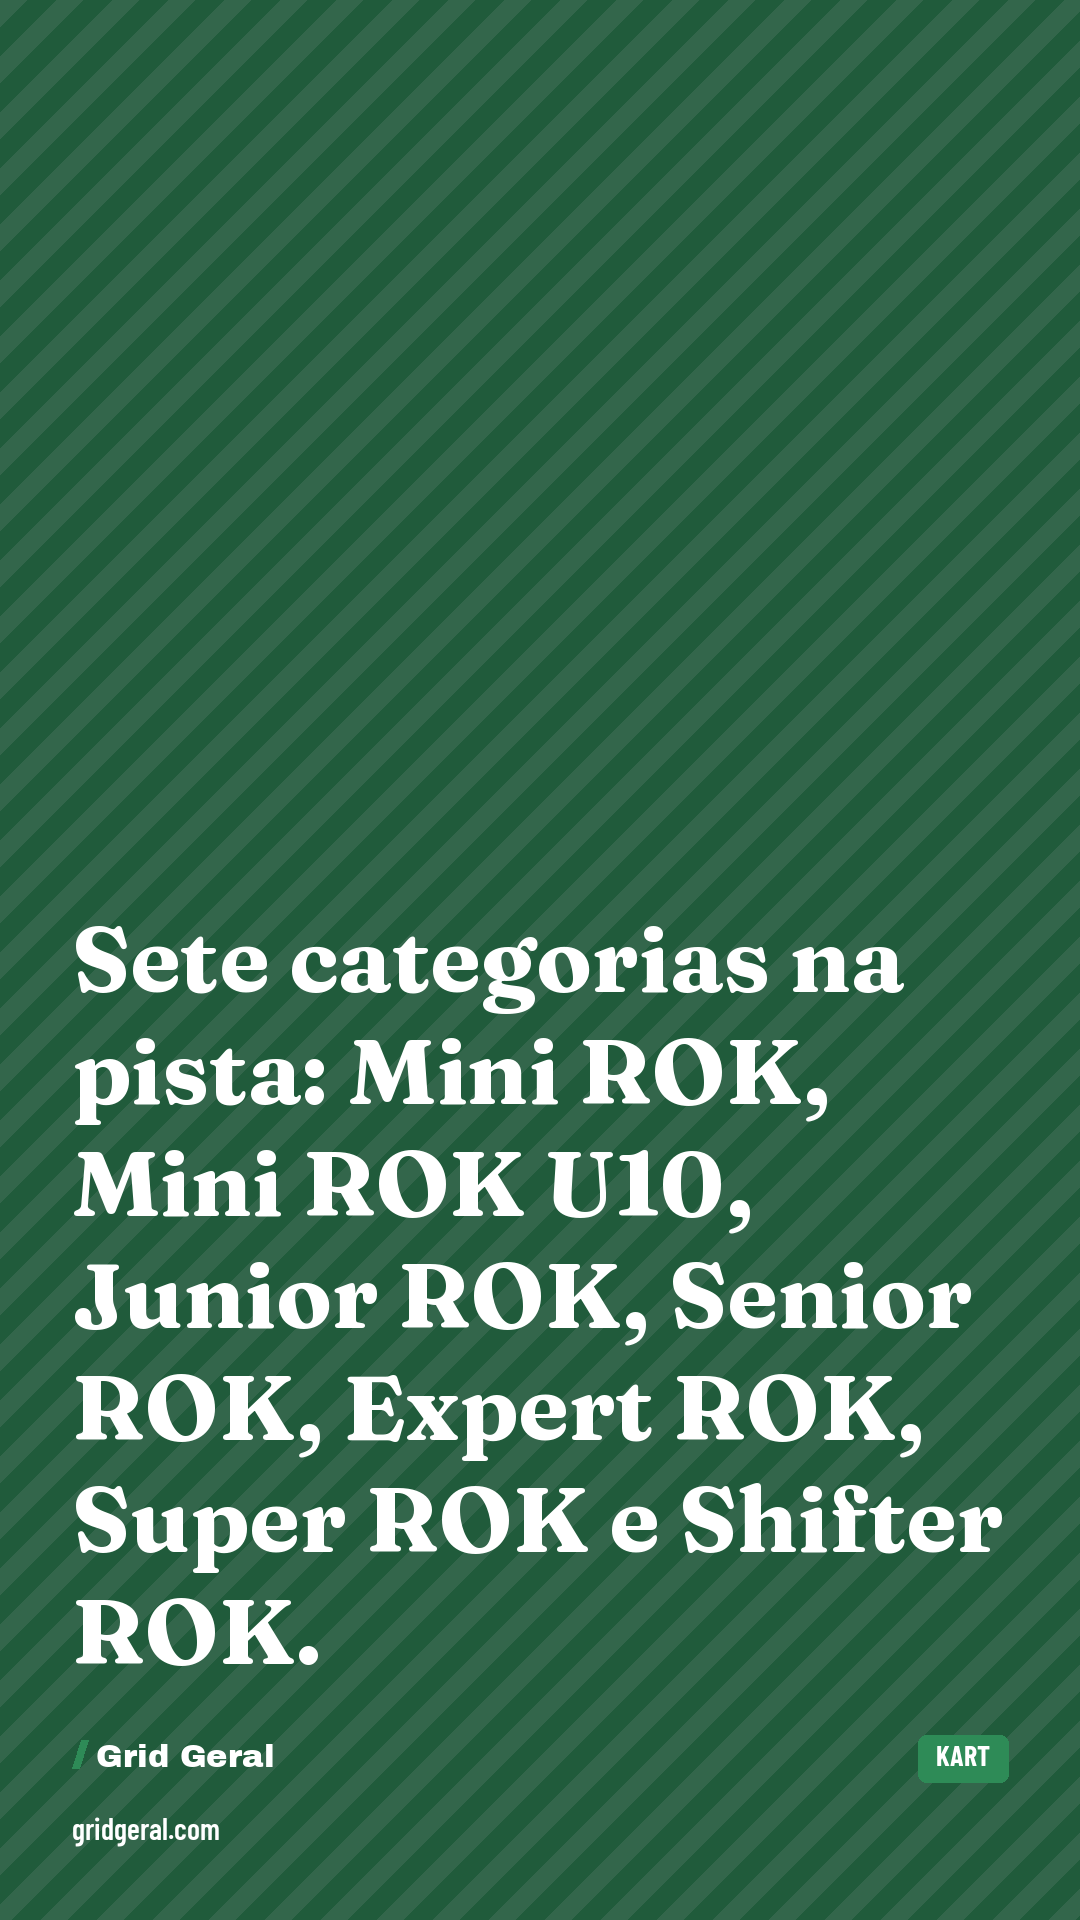 Sete categorias na
pista: Mini ROK,
Mini ROK U10,
Junior ROK, Senior
ROK, Expert ROK,
Super ROK e Shifter
ROK.
Grid Geral
KART
gridgeral.com